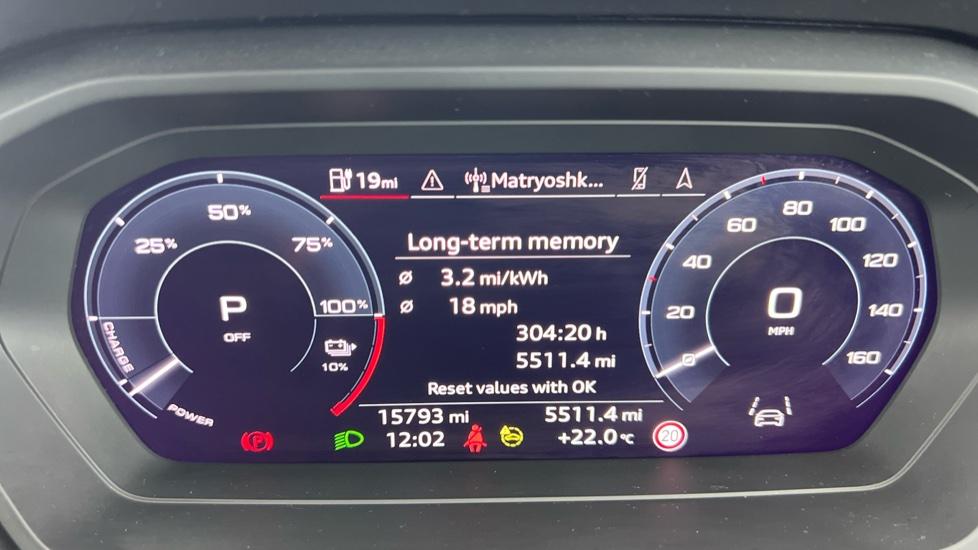 19mi
Matryoshk...
25%
50%
75%
100%
P
OFF
CHARGE
POWER
10%
Long-term memory
Ø 3.2 mi/kWh
Ø 18 mph
304:20 h
5511.4 mi
Reset values with OK
15793 mi 5511.4 mi
12:02 +22.0°C
20
0
20
40
60
80
100
120
140
160
0
MPH
(P)